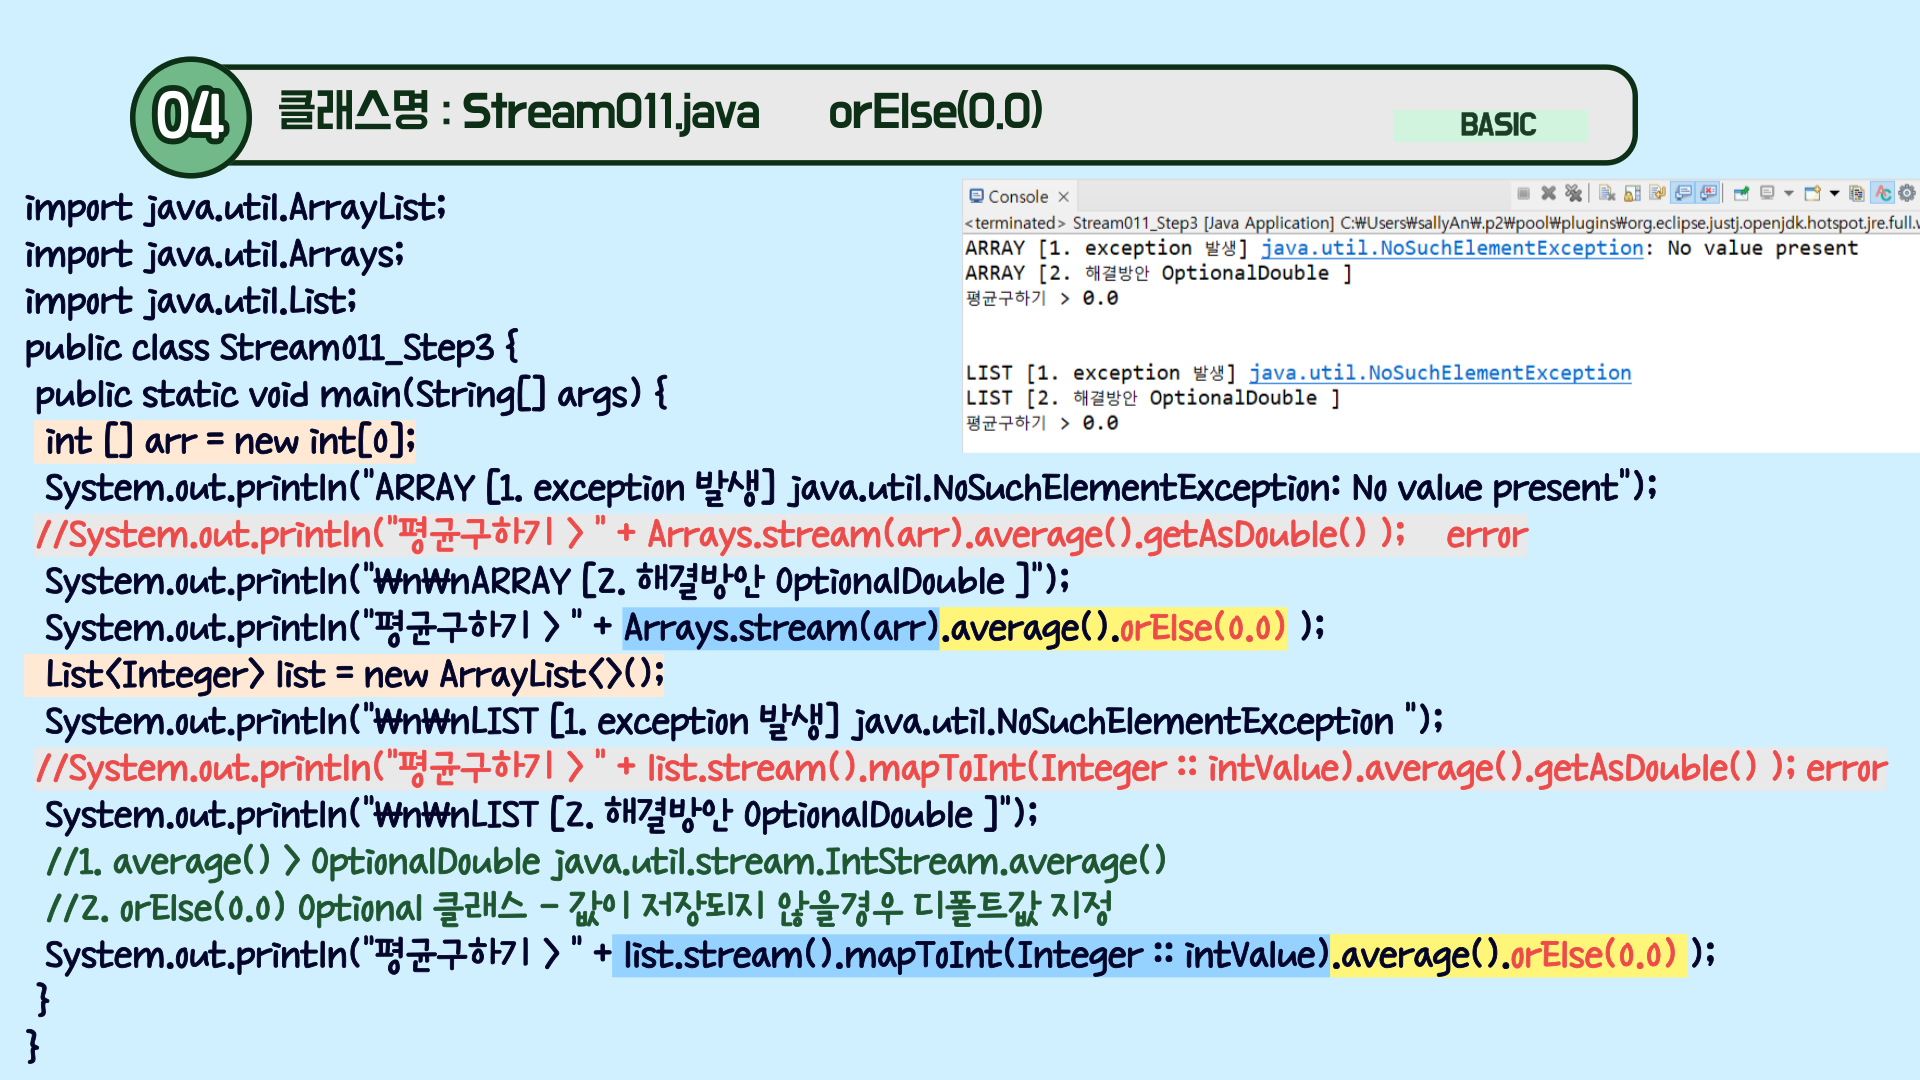 04 클래스명 : Stream011.java orElse(0.0)
BASIC
import java.util.ArrayList;
import java.util.Arrays;
import java.util.List;
public class Stream011_Step3 {
public static void main(String[] args) {
int [] arr = new int[0];
System.out.println("ARRAY [1. exception 발생] java.util.NoSuchElementException: No value present");
//System.out.println("평균구하기 > " + Arrays.stream(arr).average().getAsDouble() ); error
System.out.println("₩n₩nARRAY [2. 해결방안 OptionalDouble ]");
System.out.println("평균구하기 > " + Arrays.stream(arr).average().orElse(0.0) );
List<Integer> list = new ArrayList<>();
System.out.println("₩n₩nLIST [1. exception 발생] java.util.NoSuchElementException ");
//System.out.println("평균구하기 > " + list.stream().mapToInt(Integer :: intValue).average().getAsDouble() ); error
System.out.println("₩n₩nLIST [2. 해결방안 OptionalDouble ]");
//1. average() > OptionalDouble java.util.stream.IntStream.average()
//2. orElse(0.0) Optional 클래스 - 값이 저장되지 않을경우 디폴트값 지정
System.out.println("평균구하기 > " + list.stream().mapToInt(Integer :: intValue).average().orElse(0.0) );
}
}
Console
<terminated> Stream011_Step3 [Java Application] C:₩Users₩sallyAn₩.p2₩pool₩plugins₩org.eclipse.justj.openjdk.hotspot.jre.full.
ARRAY [1. exception 발생] java.util.NoSuchElementException: No value present
ARRAY [2. 해결방안 OptionalDouble ]
평균구하기 > 0.0
LIST [1. exception 발생] java.util.NoSuchElementException
LIST [2. 해결방안 OptionalDouble ]
평균구하기 > 0.0